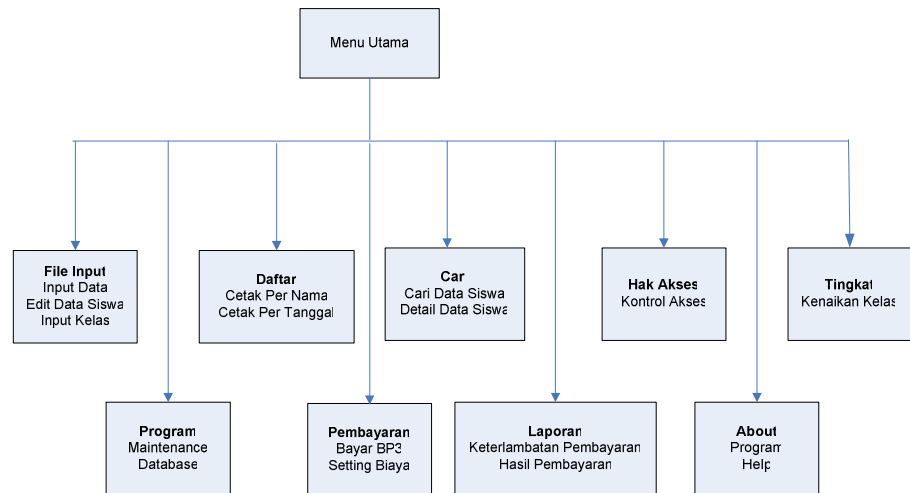 Menu Utama
File Input
Input Data
Edit Data Siswa
Input Kelas
Daftar
Cetak Per Nama
Cetak Per Tanggal
Car
Cari Data Siswa
Detail Data Siswa
Hak Akses
Kontrol Akses
Tingkat
Kenaikan Kelas
Program
Maintenance
Database
Pembayaran
Bayar BP3
Setting Biaya
Laporan
Keterlambatan Pembayaran
Hasil Pembayaran
About
Program
Help